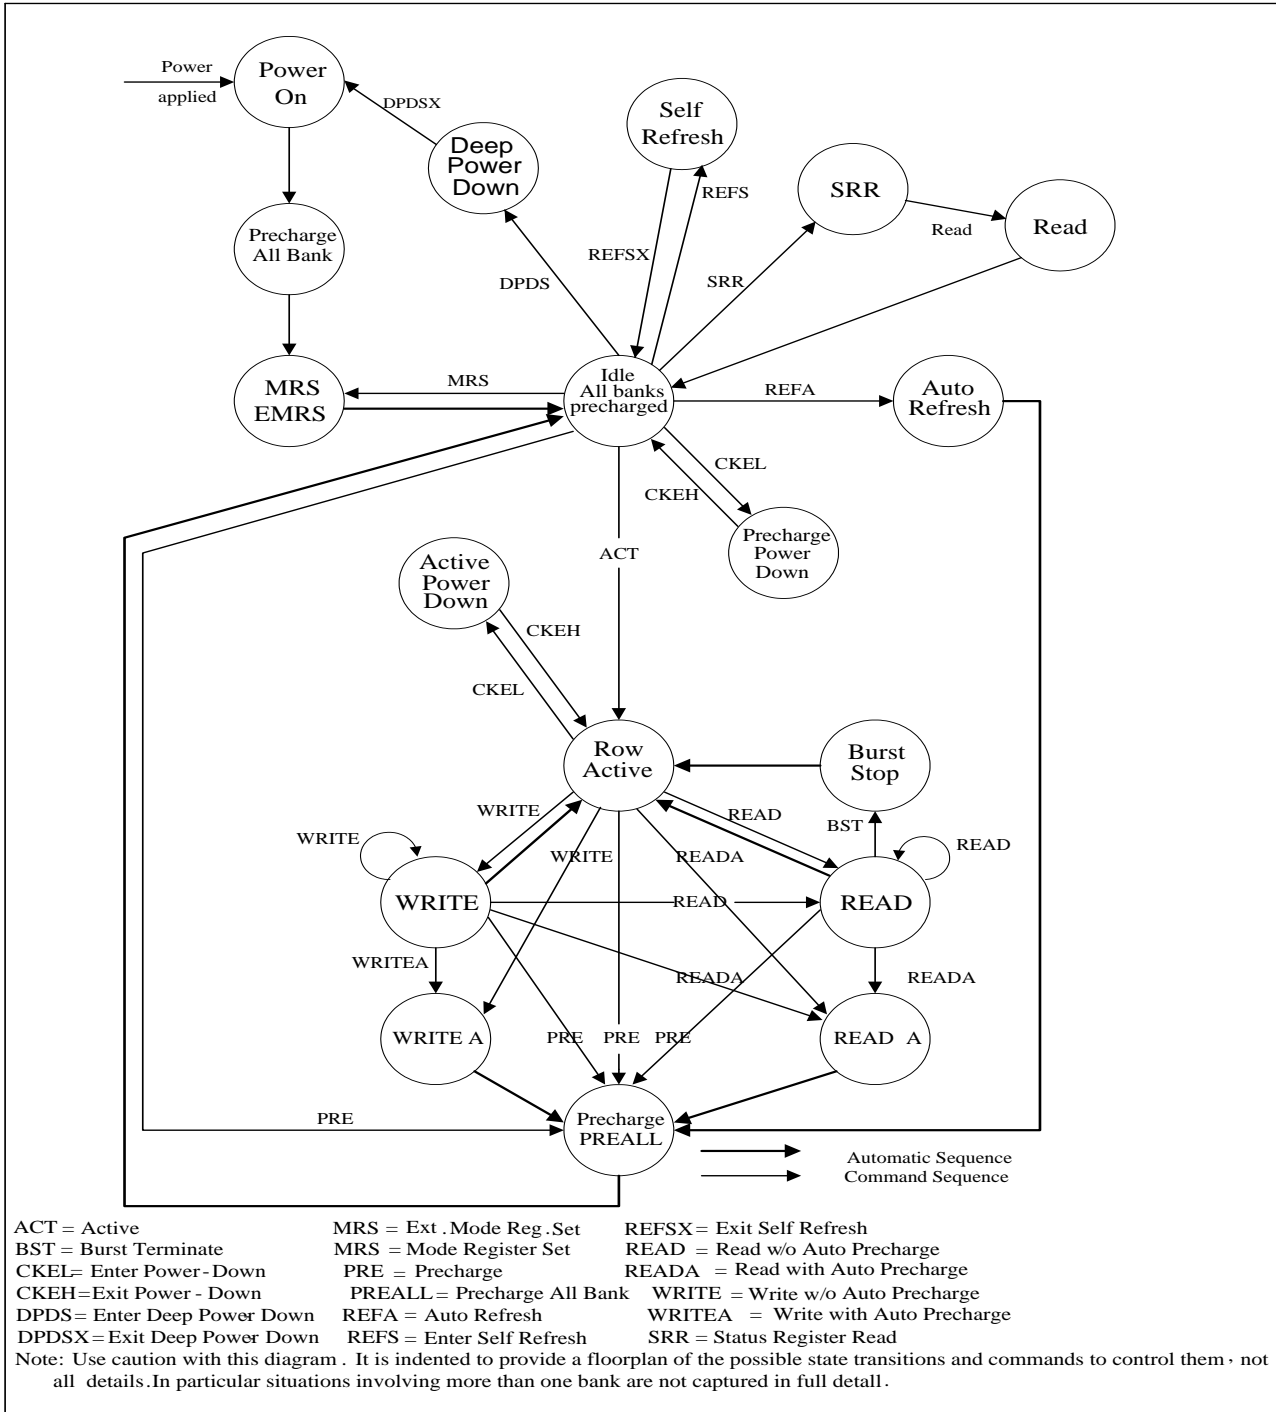 Power
applied
Power
On
DPDSX
Deep
Power
Down
Self
Refresh
REFS
REFSX
SRR
Read
Read
SRR
DPDS
Precharge
All Bank
MRS
EMRS
MRS
Idle
All banks
precharged
REFA
Auto
Refresh
CKEL
CKEH
Precharge
Power
Down
ACT
Active
Power
Down
CKEH
CKEL
Row
Active
Burst
Stop
WRITE
READ
BST
WRITE
WRITE
READA
READ
WRITE
READ
READ
WRITEA
READA
READA
WRITE A
PRE
PRE
PRE
READ A
PRE
Precharge
PREALL
Automatic Sequence
Command Sequence
ACT = Active MRS = Ext . Mode Reg . Set REFSX= Exit Self Refresh
BST = Burst Terminate MRS = Mode Register Set READ = Read w/o Auto Precharge
CKEL= Enter Power - Down PRE = Precharge READA = Read with Auto Precharge
CKEH=Exit Power - Down PREALL= Precharge All Bank WRITE = Write w/o Auto Precharge
DPDS= Enter Deep Power Down REFA = Auto Refresh WRITEA = Write with Auto Precharge
DPDSX=Exit Deep Power Down REFS = Enter Self Refresh SRR = Status Register Read
Note: Use caution with this diagram . It is indented to provide a floorplan of the possible state transitions and commands to control them, not
all details.In particular situations involving more than one bank are not captured in full detall.